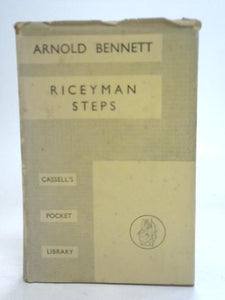 ARNOLD BENNETT
RICEYMAN
STEPS
CASSELL'S
POCKET
LIBRARY